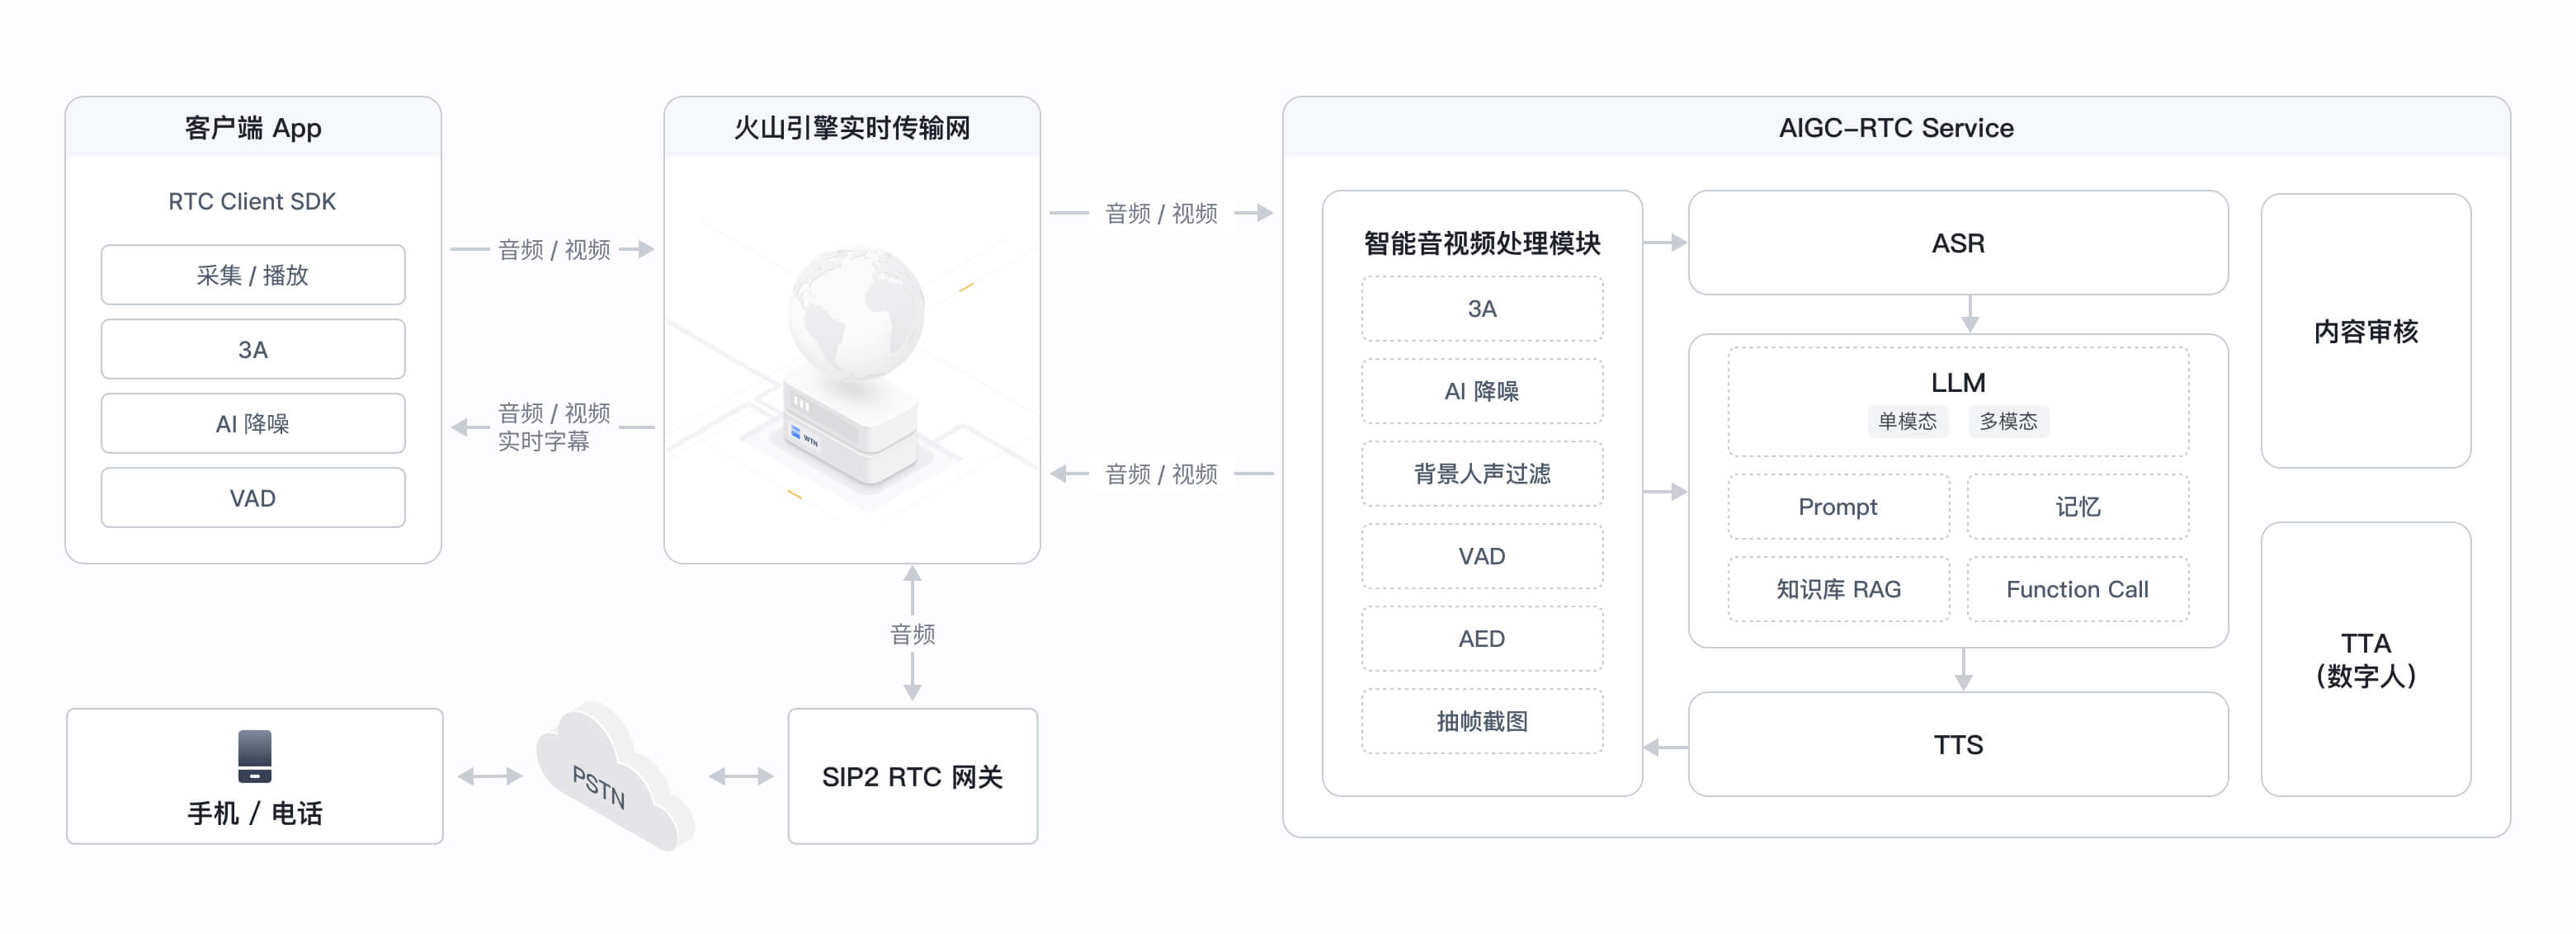 客户端 App
RTC Client SDK
采集 / 播放
3A
AI 降噪
VAD
音频 / 视频
音频 / 视频
实时字幕
火山引擎实时传输网
WTN
音频 / 视频
音频 / 视频
音频
手机 / 电话
PSTN
SIP2 RTC 网关
AIGC-RTC Service
智能音视频处理模块
3A
AI 降噪
背景人声过滤
VAD
AED
抽帧截图
ASR
LLM
单模态
多模态
Prompt
记忆
知识库 RAG
Function Call
TTS
内容审核
TTA
(数字人)